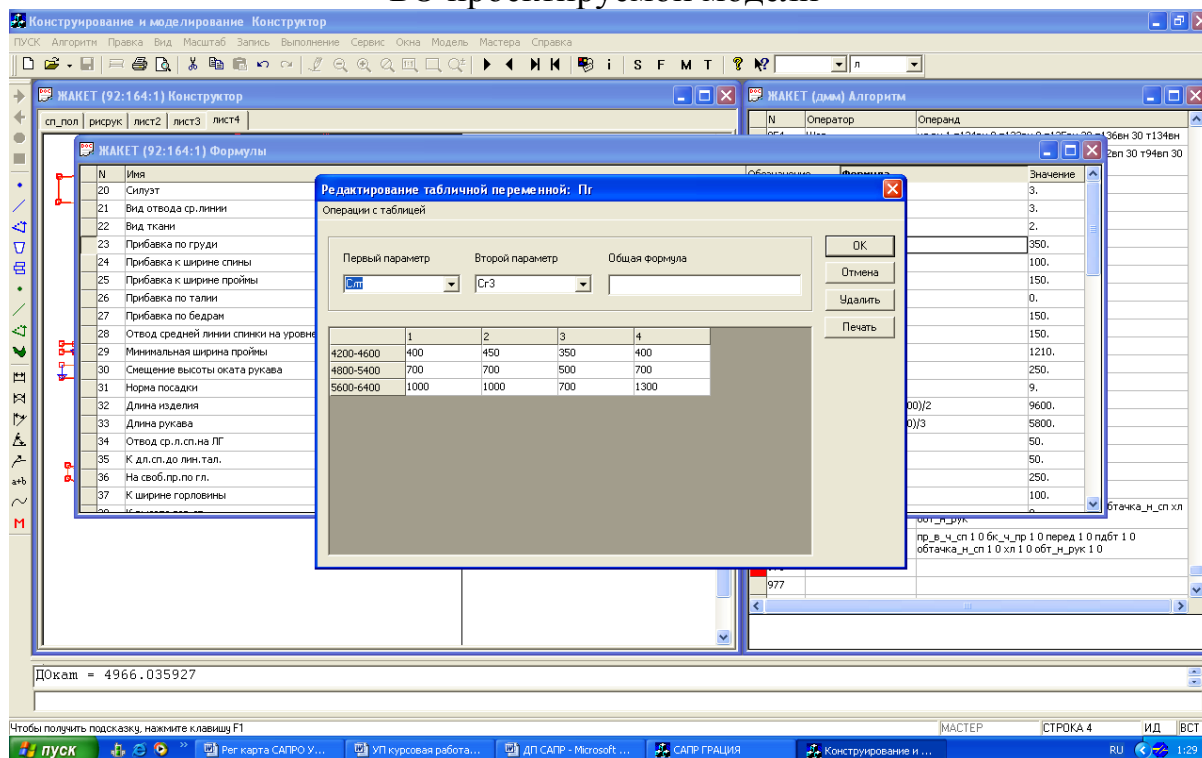 БО проектируемой модели
Конструирование и моделирование Конструктор
ПУСК Алгоритм Правка Вид Масштаб Запись Выполнение Сервис Окна Модель Мастера Справка
i S F M T л
ЖАКЕТ (92:164:1) Конструктор
ЖАКЕТ (дмм) Алгоритм
сп_пол рисрук лист2 лист3 лист4
N Оператор Операнд
ЖАКЕТ (92:164:1) Формулы
N Имя Значение
20 Силуэт 3.
21 Вид отвода ср.линии 3.
22 Вид ткани 2.
23 Прибавка по груди 350.
24 Прибавка к ширине спины 100.
25 Прибавка к ширине проймы 150.
26 Прибавка по талии 0.
27 Прибавка по бедрам 150.
28 Отвод средней линии спинки на уровне 150.
29 Минимальная ширина проймы 1210.
30 Смещение высоты оката рукава 250.
31 Норма посадки 9.
32 Длина изделия 00)/2 9600.
33 Длина рукава 0)/3 5800.
34 Отвод ср.л.сп.на ЛГ 50.
35 К дл.сп.до лин.тал. 50.
36 На своб.пр.по гл. 250.
37 К ширине горловины 100.
Редактирование табличной переменной: Пг
Операции с таблицей
Первый параметр Второй параметр Общая формула
Сл Сг3
ОК
Отмена
Удалить
Печать
1 2 3 4
4200-4600 400 450 350 400
4800-5400 700 700 500 700
5600-6400 1000 1000 700 1300
бтачка_н_сп хл
пр_в_ч_сп 1 0 бк_ч_пр 1 0 перед 1 0 пдбт 1 0
обтачка_н_сп 1 0 хл 1 0 обт_н_рук 1 0
977
a+b
М
ДОкат = 4966.035927
Чтобы получить подсказку, нажмите клавишу F1 МАСТЕР СТРОКА 4 ИД ВСТ
пуск Рег карта САПРО У... УП курсовая работа... ДП САПР - Microsoft ... САПР ГРАЦИЯ Конструирование и ... RU 1:29